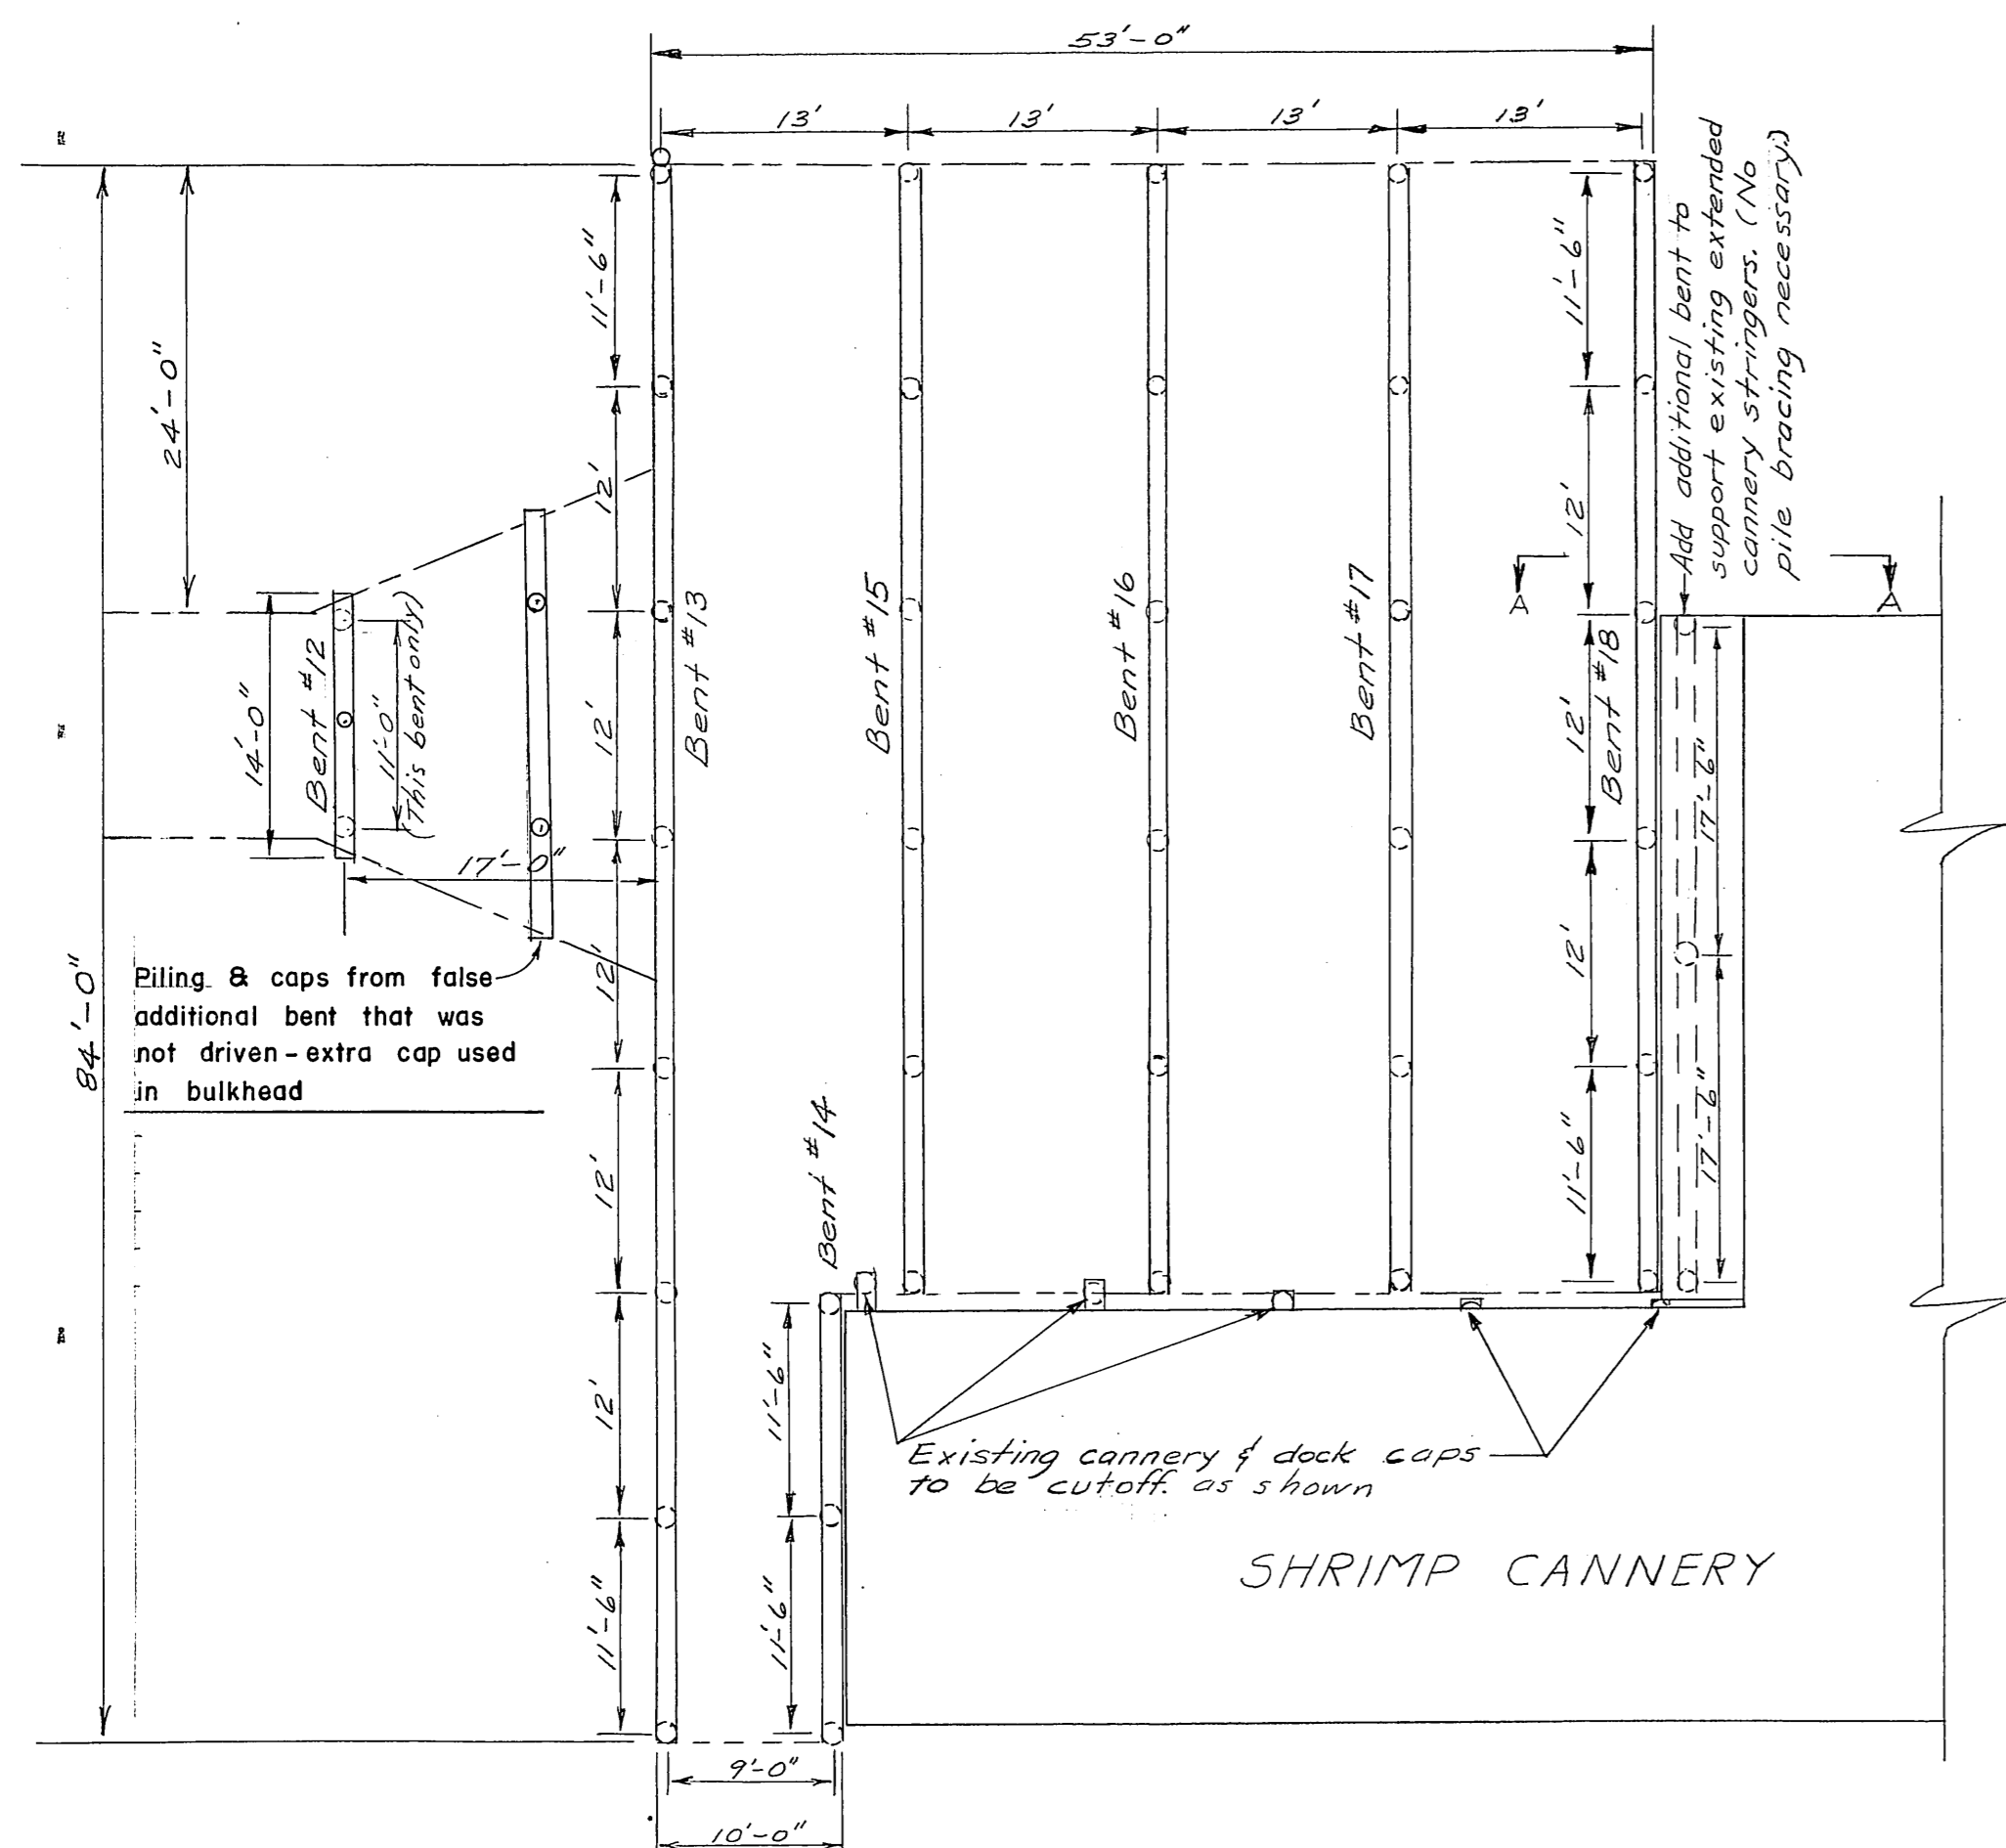 53'-0"
13'
13'
13'
13'
Add additional bent to
support existing extended
cannery stringers. (No
pile bracing necessary.)
24'-0"
84'-0"
11'-6"
12'
12'
12'
12'
12'
11'-6"
11'-6"
12'
12'
12'
11'-6"
A
A
14'-0"
Bent #12
11'-0"
(This bent only)
17'-0"
Bent #13
Bent #15
Bent #16
Bent #17
Bent #18
17'-6"
17'-6"
Piling & caps from false
additional bent that was
not driven-extra cap used
in bulkhead
Bent #14
11'-6"
11'-6"
Existing cannery & dock caps
to be cutoff. as shown
SHRIMP CANNERY
9'-0"
10'-0"